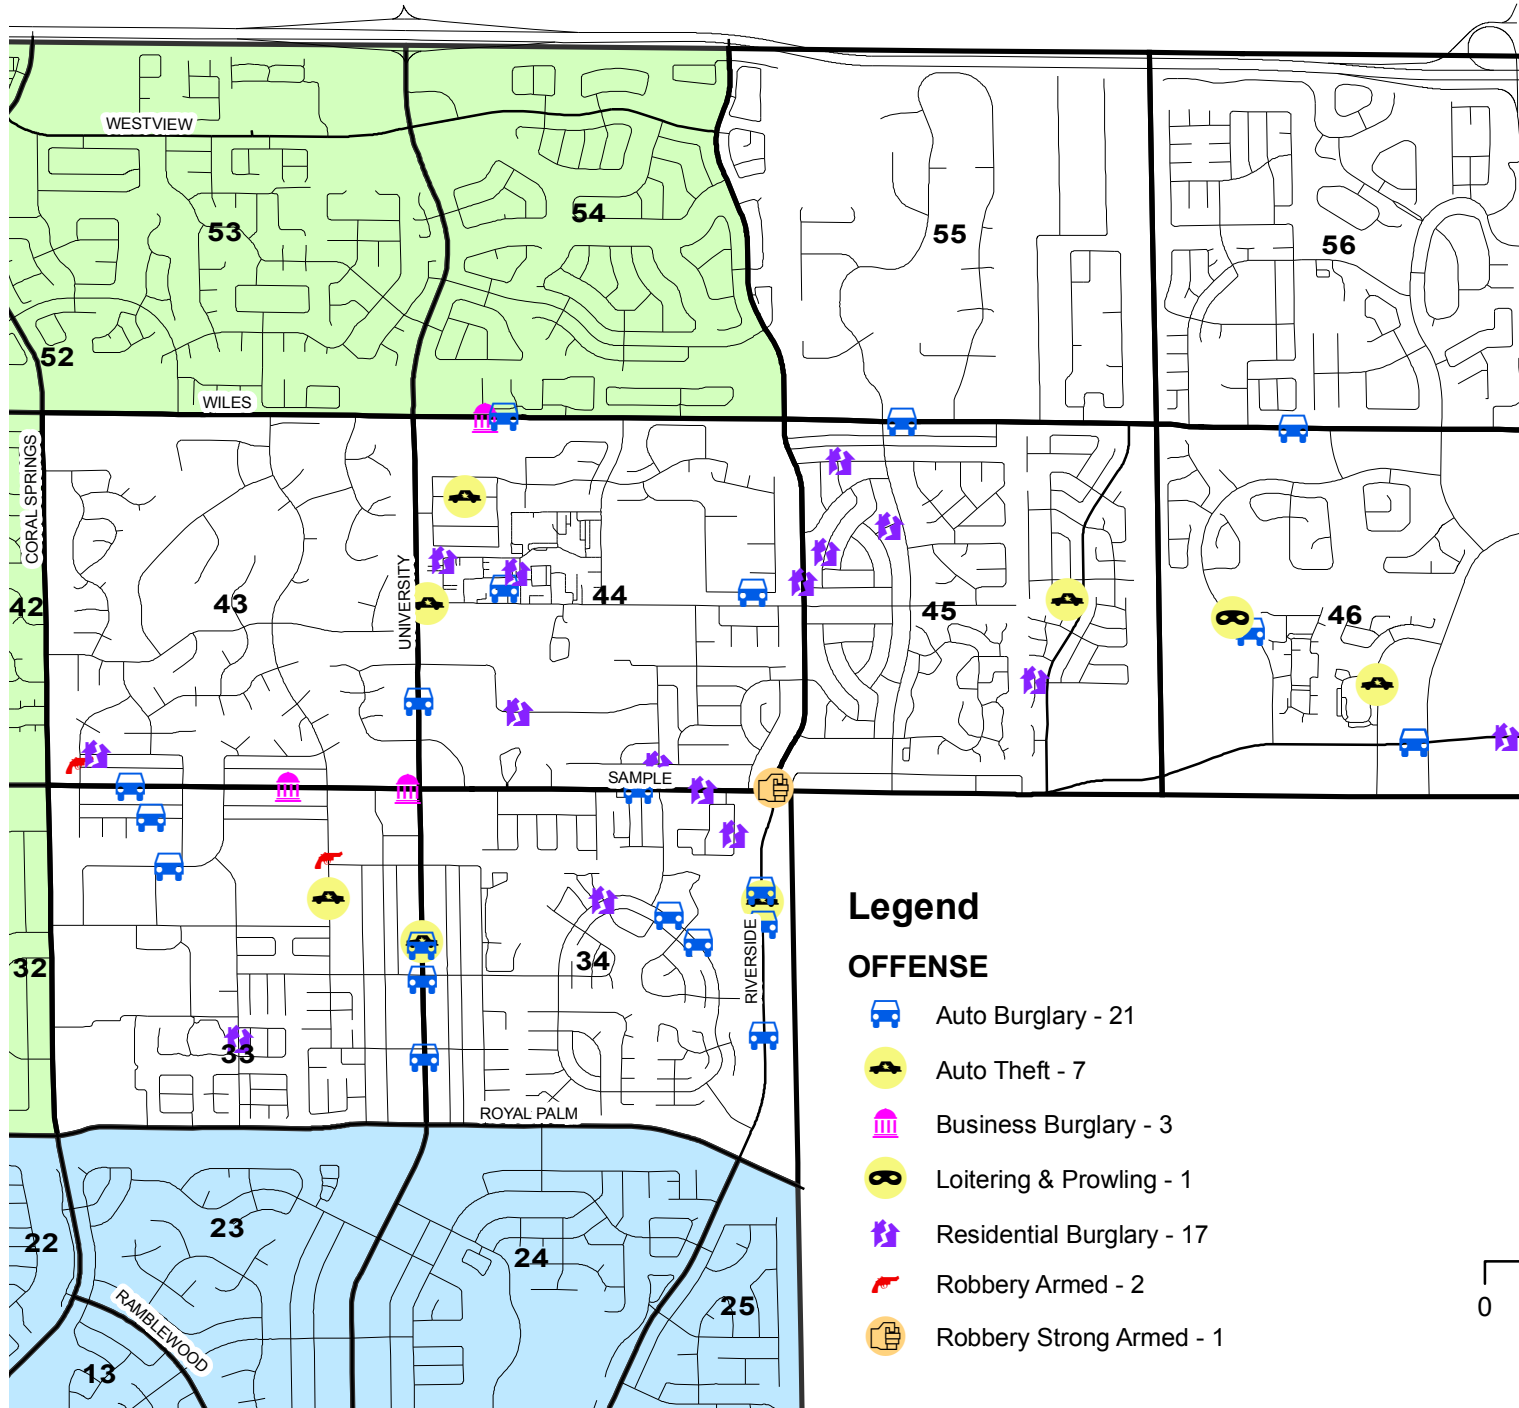 WESTVIEW
53
54
55
56
52
WILES
CORAL SPRINGS
UNIVERSITY
42
43
44
45
46
SAMPLE
Legend
OFFENSE
Auto Burglary - 21
Auto Theft - 7
Business Burglary - 3
Loitering & Prowling - 1
Residential Burglary - 17
Robbery Armed - 2
Robbery Strong Armed - 1
32
34
RIVERSIDE
33
ROYAL PALM
22
23
24
25
RAMBLEWOOD
13
0